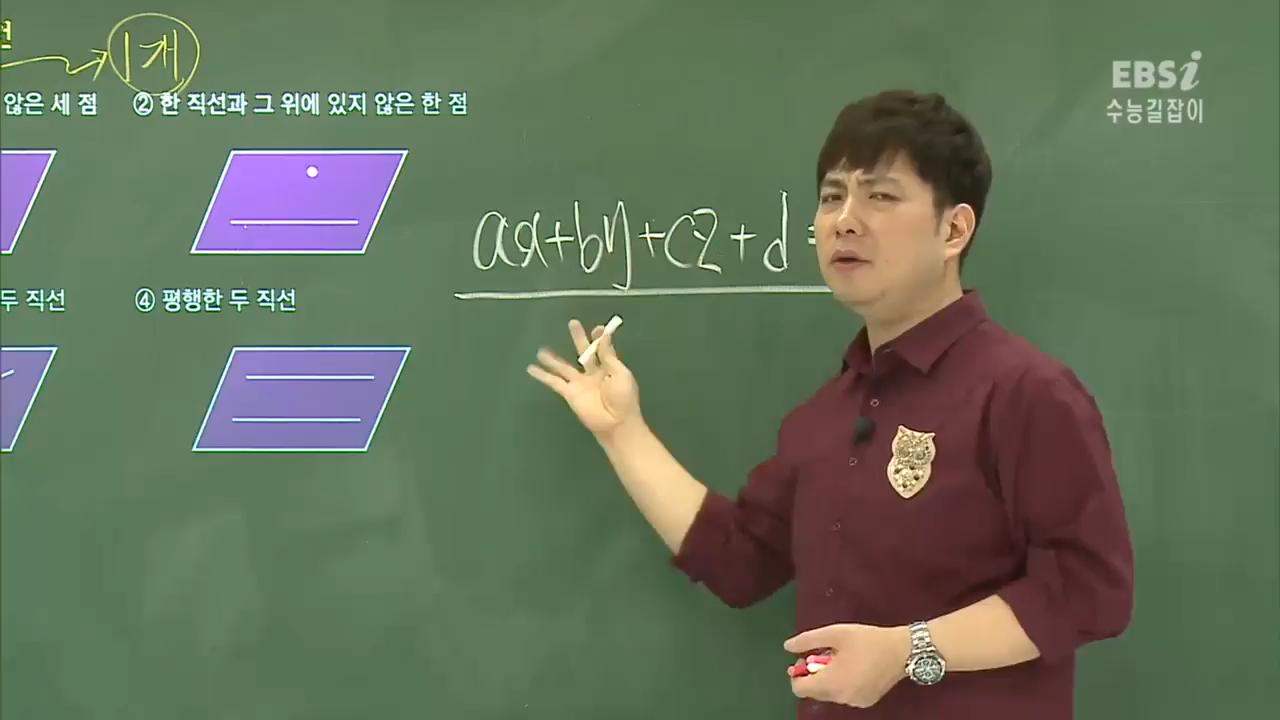 1개
EBSi
수능길잡이
않은 세 점
② 한 직선과 그 위에 있지 않은 한 점
ax+by+cz+d=
두 직선
④ 평행한 두 직선